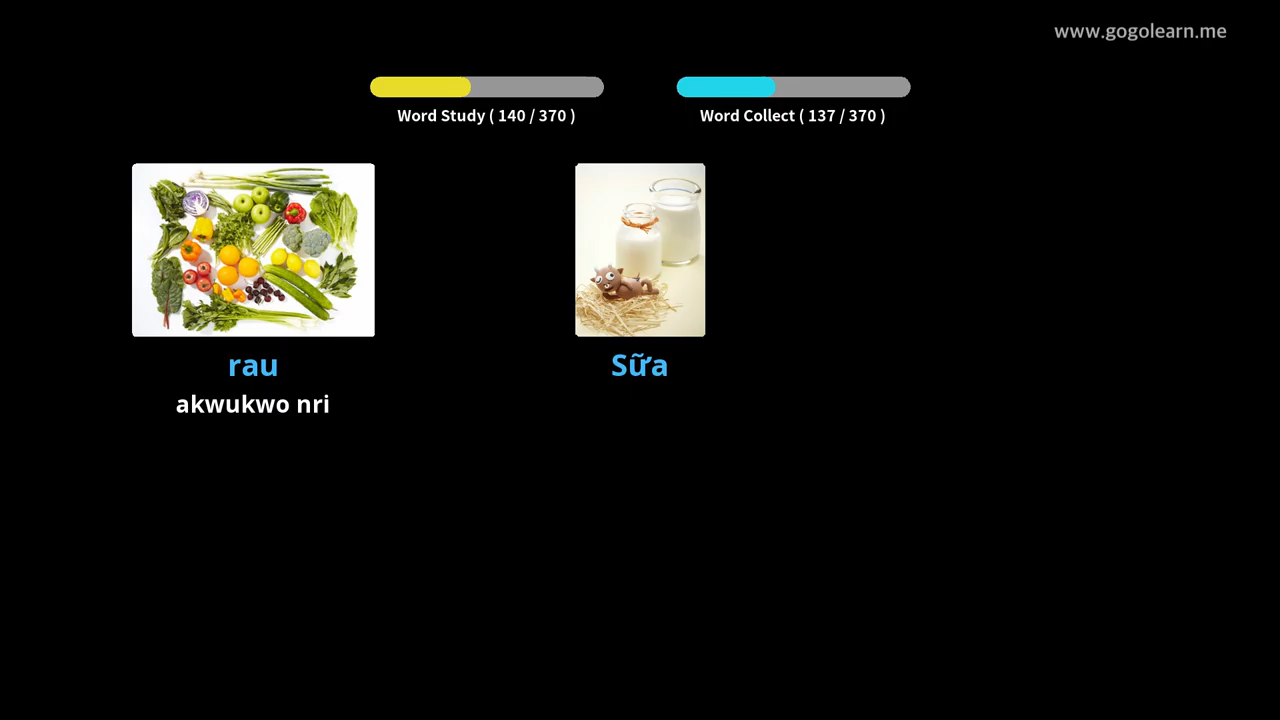 www.gogolearn.me
Word Study ( 140 / 370 )
Word Collect ( 137 / 370 )
rau
akwukwo nri
Sữa